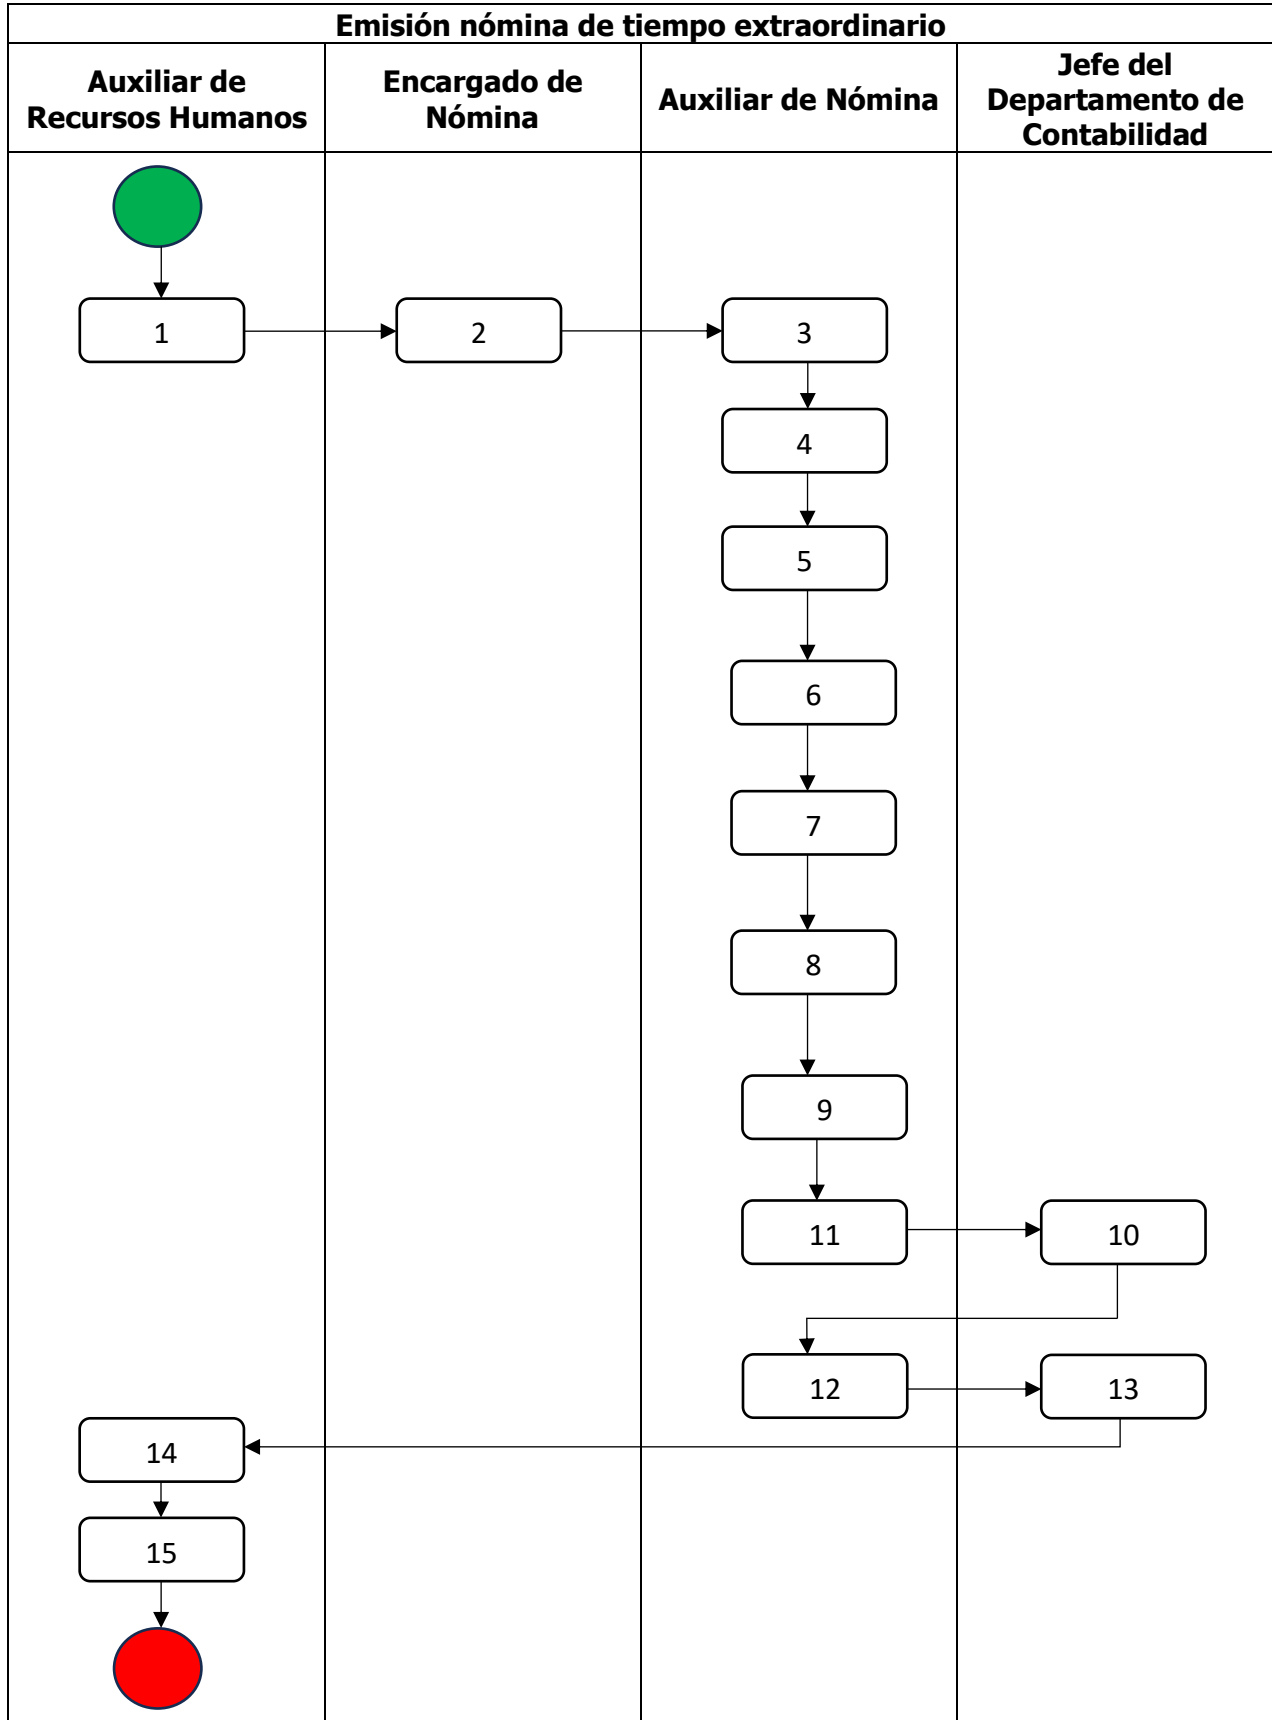 Emisión nómina de tiempo extraordinario
Auxiliar de
Recursos Humanos
Encargado de
Nómina
Auxiliar de Nómina
Jefe del
Departamento de
Contabilidad
1
2
3
4
5
6
7
8
9
11
10
12
13
14
15